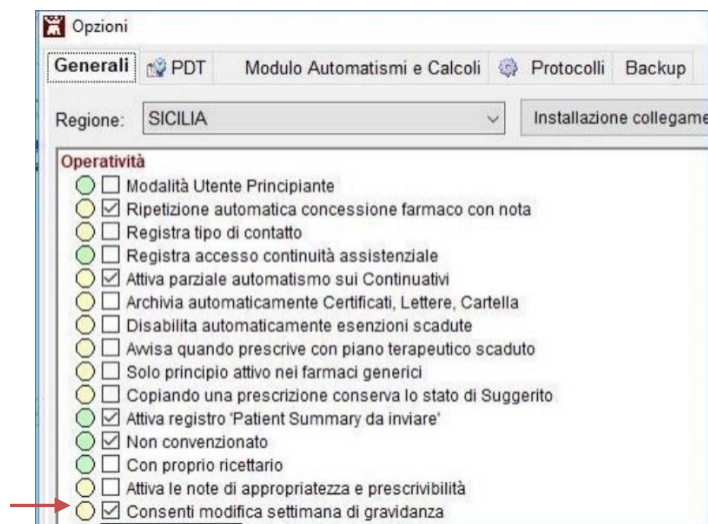 Opzioni
Generali PDT Modulo Automatismi e Calcoli Protocolli Backup
Regione: SICILIA Installazione collegame
Operatività
Modalità Utente Principiante
Ripetizione automatica concessione farmaco con nota
Registra tipo di contatto
Registra accesso continuità assistenziale
Attiva parziale automatismo sui Continuativi
Archivia automaticamente Certificati, Lettere, Cartella
Disabilita automaticamente esenzioni scadute
Avvisa quando prescrive con piano terapeutico scaduto
Solo principio attivo nei farmaci generici
Copiando una prescrizione conserva lo stato di Suggerito
Attiva registro 'Patient Summary da inviare'
Non convenzionato
Con proprio ricettario
Attiva le note di appropriatezza e prescrivibilità
Consenti modifica settimana di gravidanza